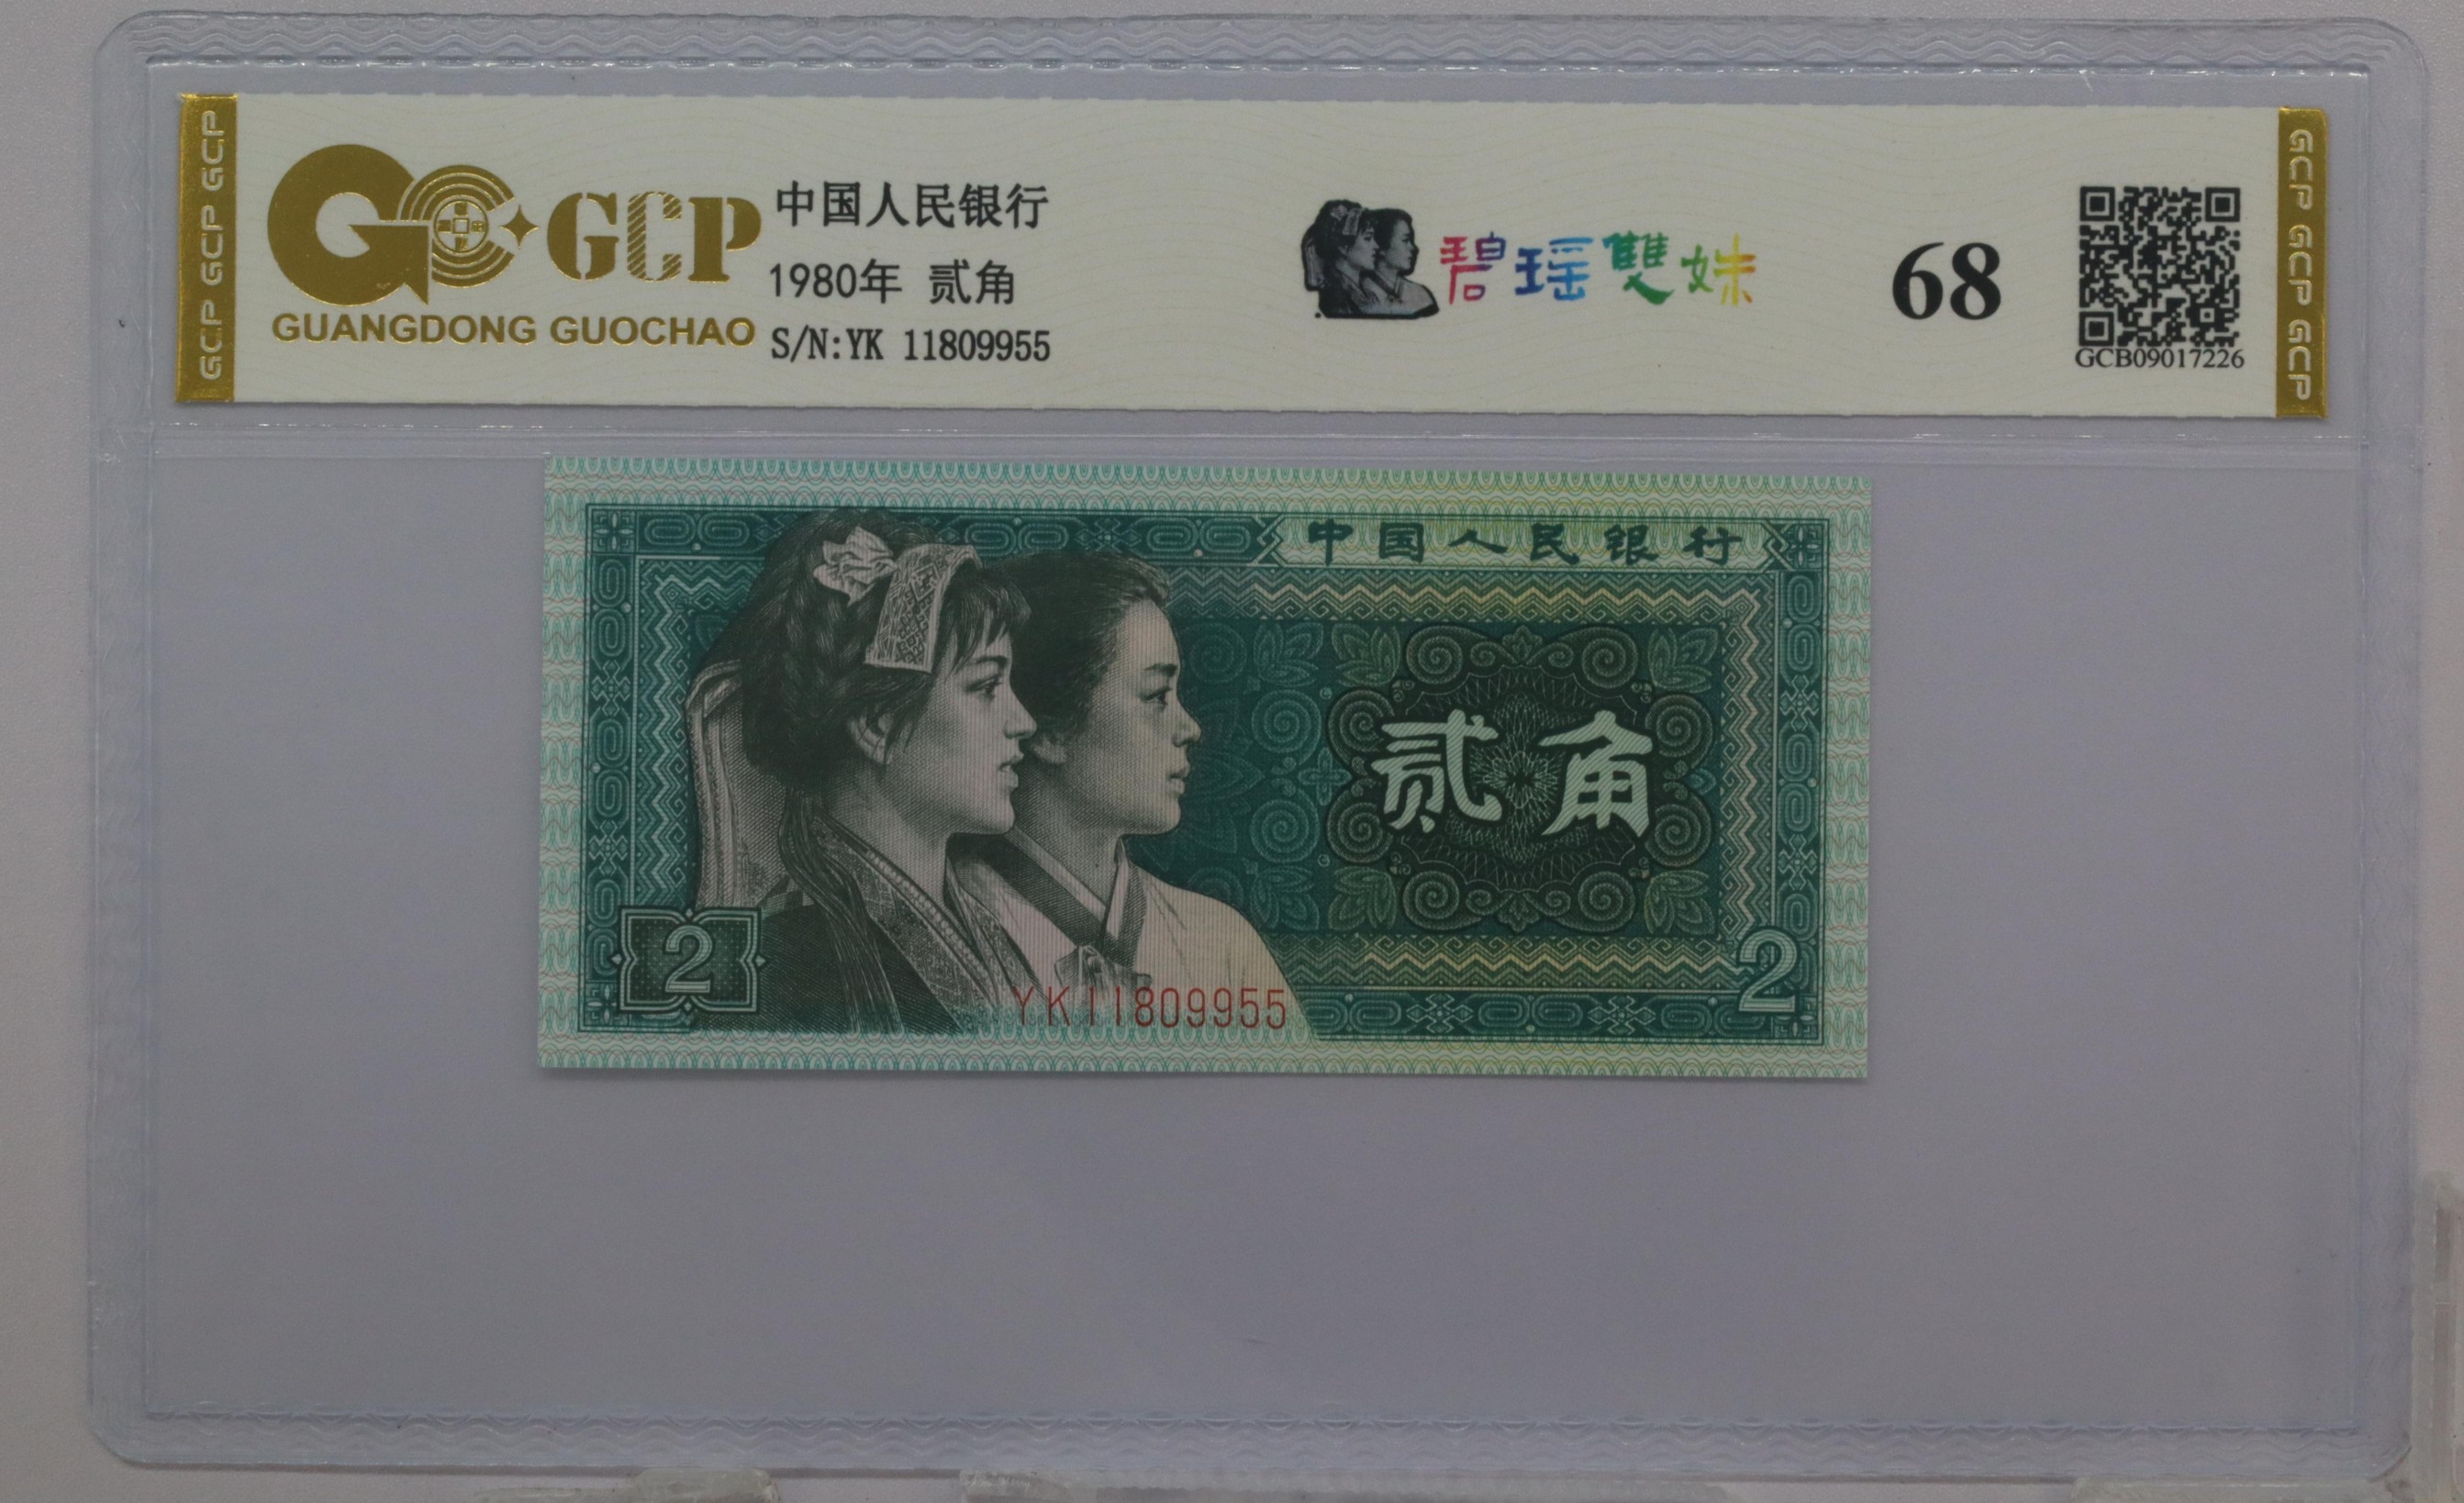 GCP GCP GCP
GCP
GUANGDONG GUOCHAO
中国人民银行
1980年 贰角
S/N:YK 11809955
碧瑶雙姝
68
GCB09017226
GCP GCP GCP
中国人民银行
贰角
2
2
YK11809955